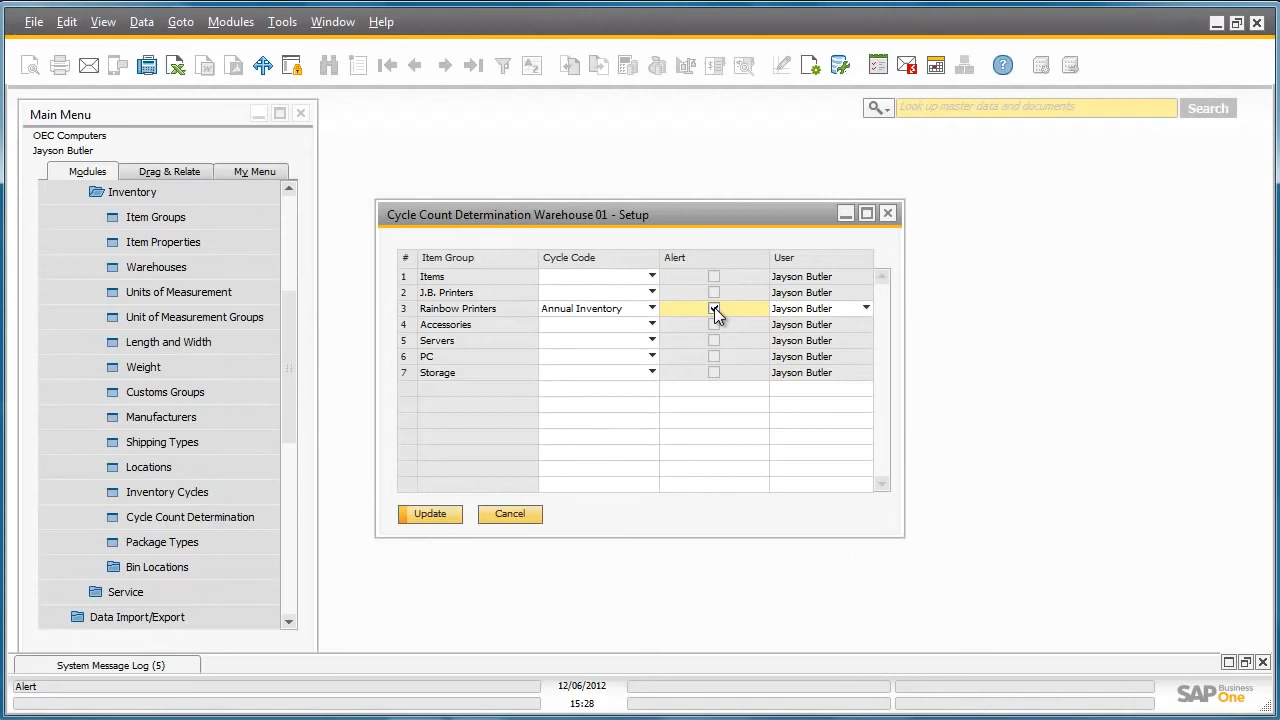 File Edit View Data Goto Modules Tools Window Help
Look up master data and documents
Search
Main Menu
OEC Computers
Jayson Butler
Modules Drag & Relate My Menu
Inventory
Item Groups
Item Properties
Warehouses
Units of Measurement
Unit of Measurement Groups
Length and Width
Weight
Customs Groups
Manufacturers
Shipping Types
Locations
Inventory Cycles
Cycle Count Determination
Package Types
Bin Locations
Service
Data Import/Export
Cycle Count Determination Warehouse 01 - Setup
# Item Group Cycle Code Alert User
1 Items Jayson Butler
2 J.B. Printers Jayson Butler
3 Rainbow Printers Annual Inventory Jayson Butler
4 Accessories Jayson Butler
5 Servers Jayson Butler
6 PC Jayson Butler
7 Storage Jayson Butler
Update Cancel
System Message Log (5)
Alert
12/06/2012
15:28
SAP Business One